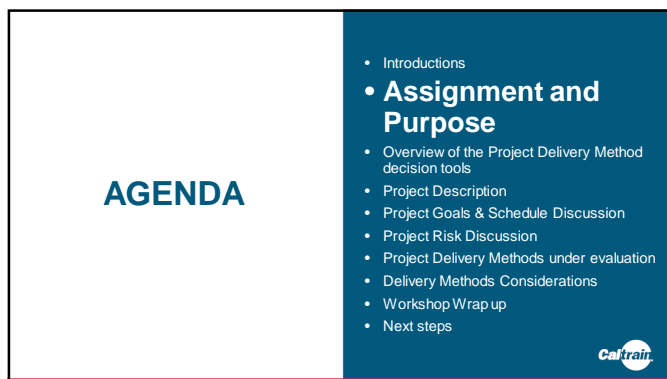 AGENDA
• Introductions
• Assignment and
Purpose
• Overview of the Project Delivery Method
decision tools
• Project Description
• Project Goals & Schedule Discussion
• Project Risk Discussion
• Project Delivery Methods under evaluation
• Delivery Methods Considerations
• Workshop Wrap up
• Next steps
Caltrain